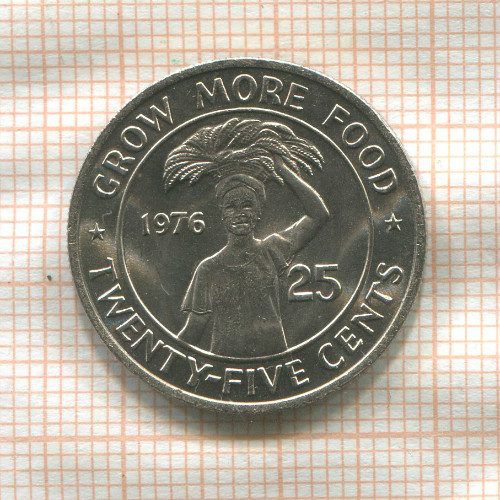 GROW MORE FOOD
1976
25
TWENTY-FIVE CENTS